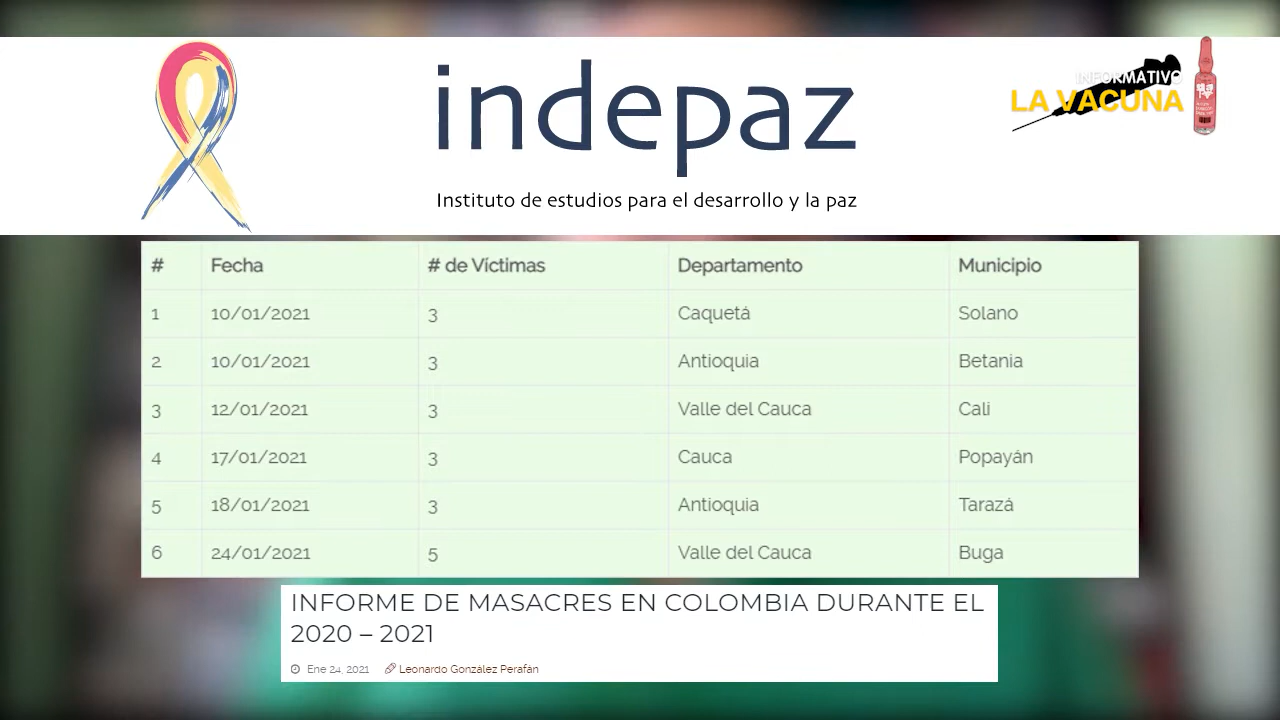 indepaz
Instituto de estudios para el desarrollo y la paz
INFORMATIVO
LA VACUNA
# Fecha # de Víctimas Departamento Municipio
1 10/01/2021 3 Caquetá Solano
2 10/01/2021 3 Antioquia Betania
3 12/01/2021 3 Valle del Cauca Cali
4 17/01/2021 3 Cauca Popayán
5 18/01/2021 3 Antioquia Tarazá
6 24/01/2021 5 Valle del Cauca Buga
INFORME DE MASACRES EN COLOMBIA DURANTE EL
2020 – 2021
Ene 24, 2021 Leonardo González Perafán